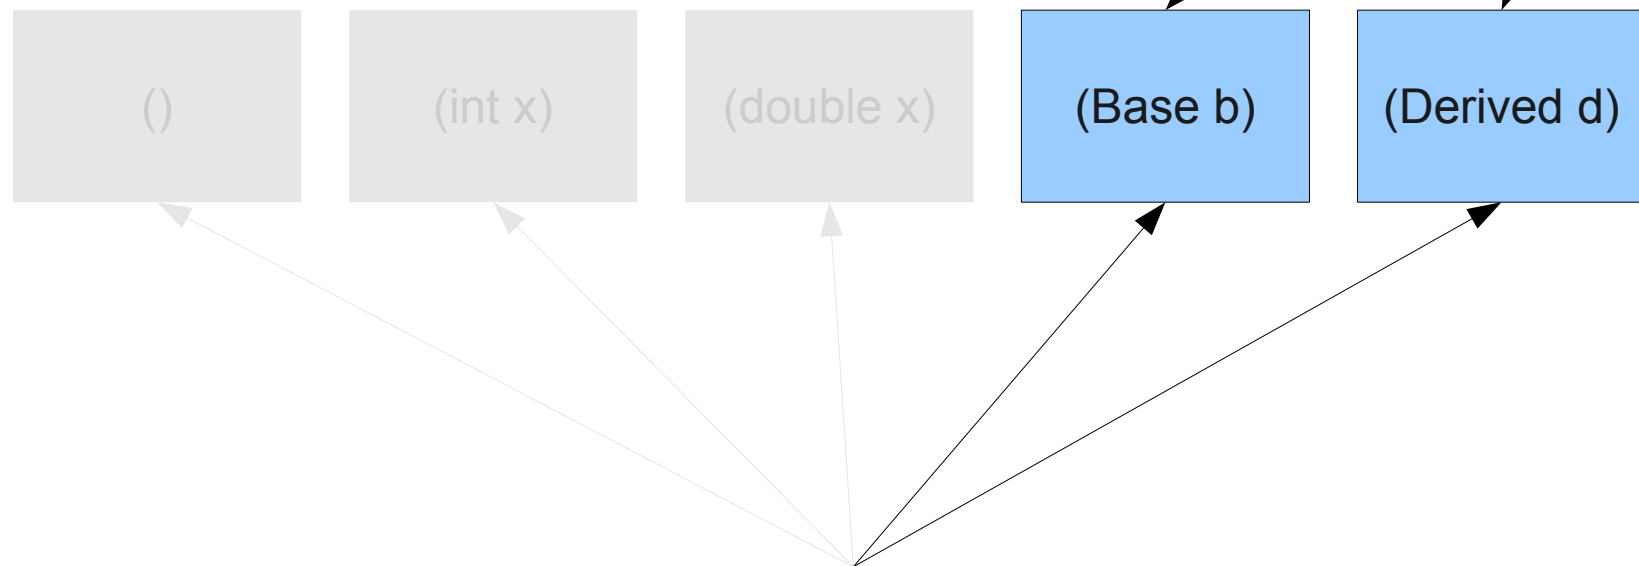 ()
(int x)
(double x)
(Base b)
(Derived d)